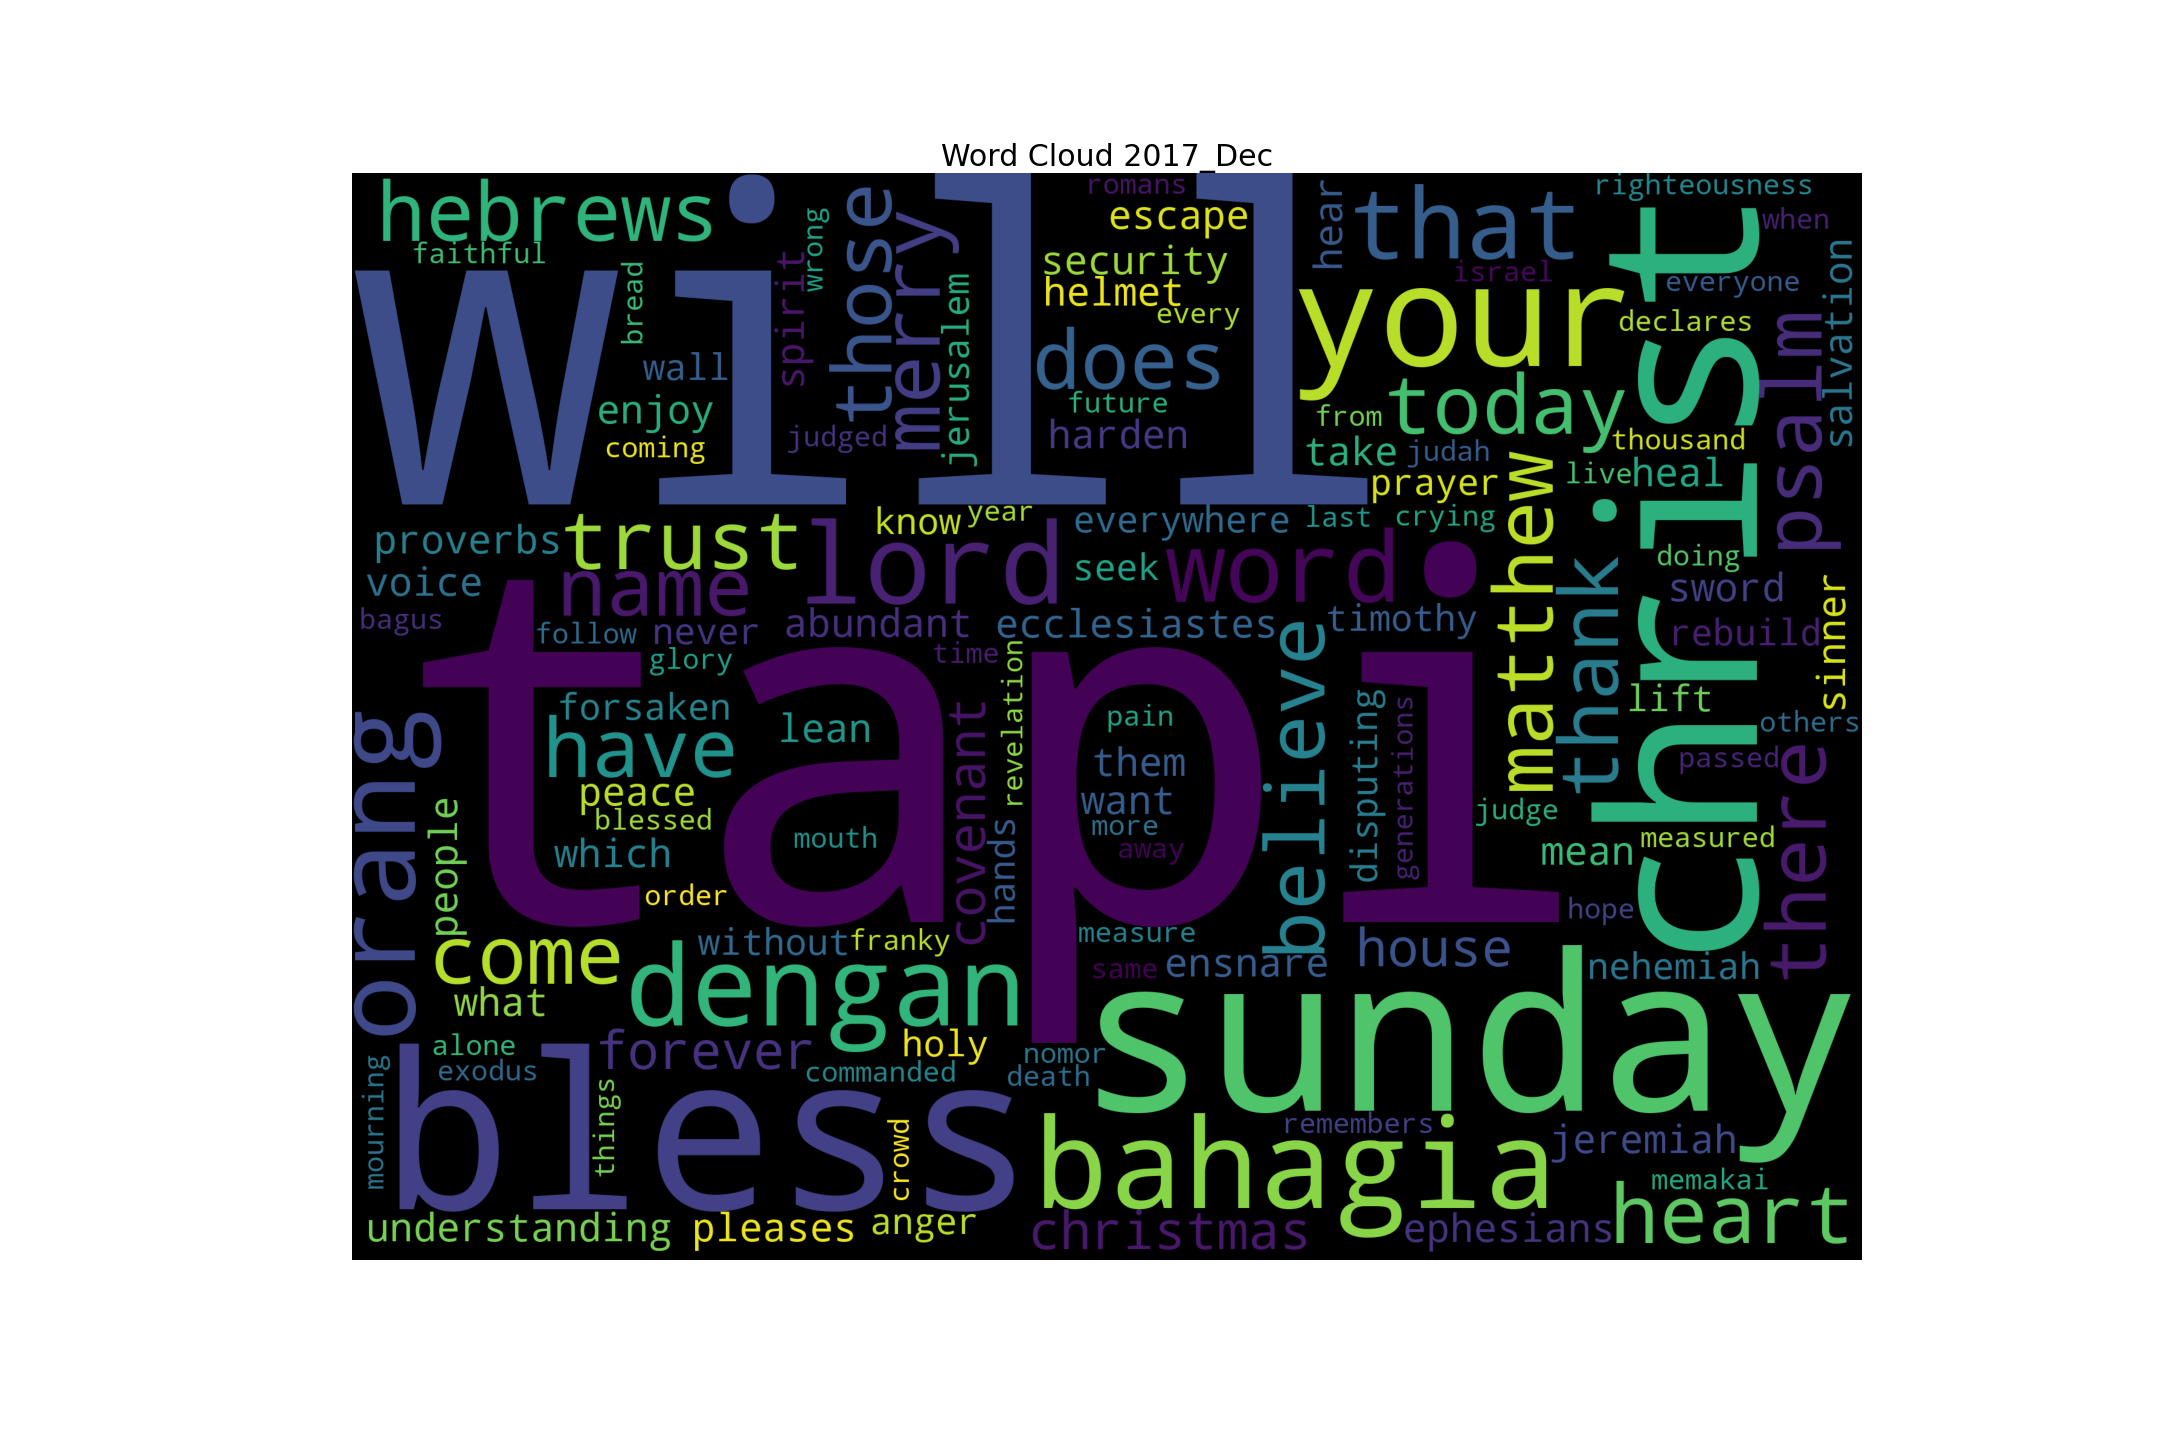 Word Cloud 2017_Dec
will
tapi
christ
sunday
bless
bahagia
dengan
orang
your
hebrews
faithful
bread
wrong
spirit
those
merry
jerusalem
romans
escape
security
helmet
every
does
future
harden
hear
that
israel
righteousness
when
everyone
declares
salvation
psalm
today
from
take
judah
thousand
prayer
live
heal
wall
enjoy
coming
judged
proverbs
trust
know
year
everywhere
last
crying
lord
word
seek
matthew
thank
doing
sword
rebuild
sinner
voice
name
bagus
follow
never
abundant
ecclesiastes
timothy
glory
time
revelation
believe
forsaken
have
lean
pain
them
want
more
away
disputing
generations
lift
others
passed
there
judge
measured
mean
hope
peace
blessed
which
mouth
covenant
hands
order
people
come
what
without
franky
measure
same
ensnare
house
nehemiah
alone
exodus
forever
holy
commanded
nomor
death
mourning
things
crowd
remembers
jeremiah
memakai
heart
understanding
pleases
anger
christmas
ephesians